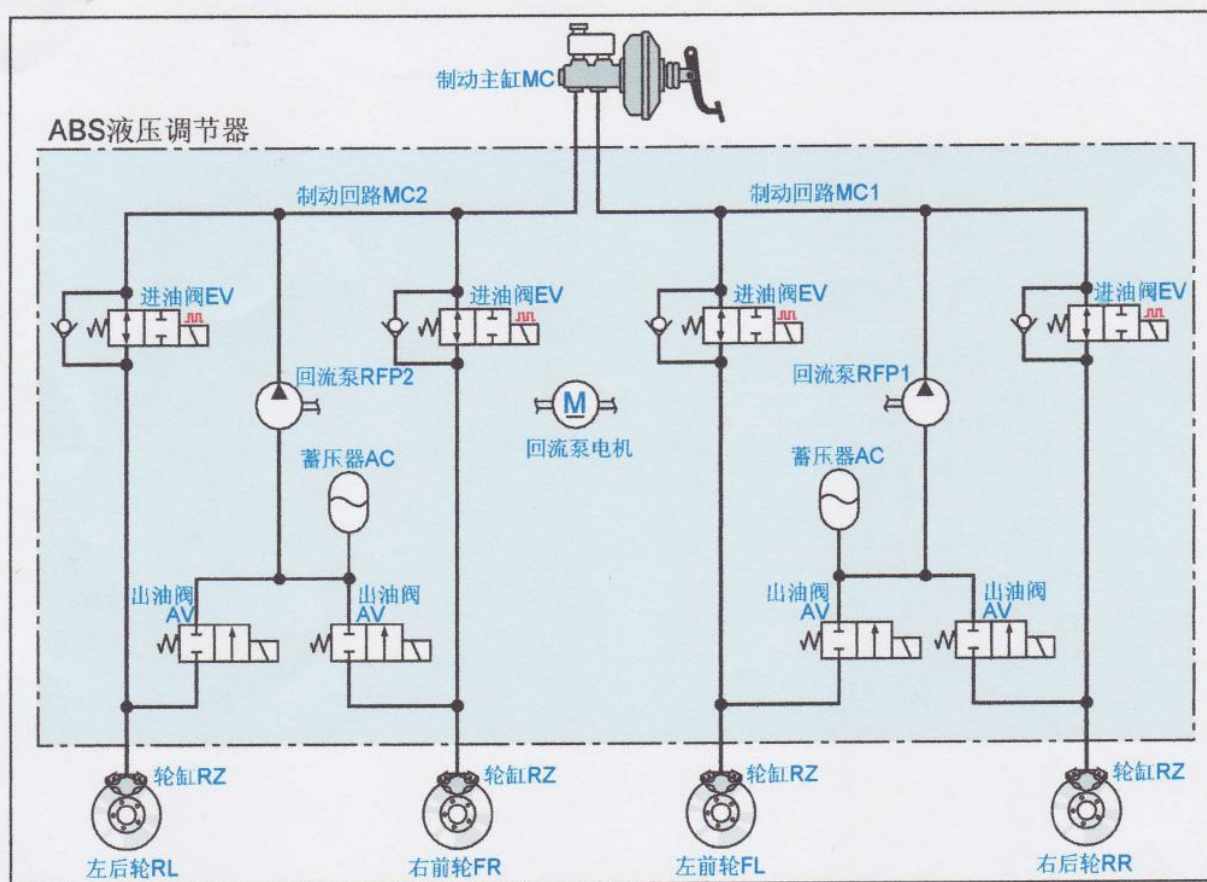 制动主缸MC
ABS液压调节器
制动回路MC2
制动回路MC1
进油阀EV
进油阀EV
进油阀EV
进油阀EV
回流泵RFP2
回流泵RFP1
M
回流泵电机
蓄压器AC
蓄压器AC
出油阀
AV
出油阀
AV
出油阀
AV
出油阀
AV
轮缸RZ
轮缸RZ
轮缸RZ
轮缸RZ
左后轮RL
右前轮FR
左前轮FL
右后轮RR